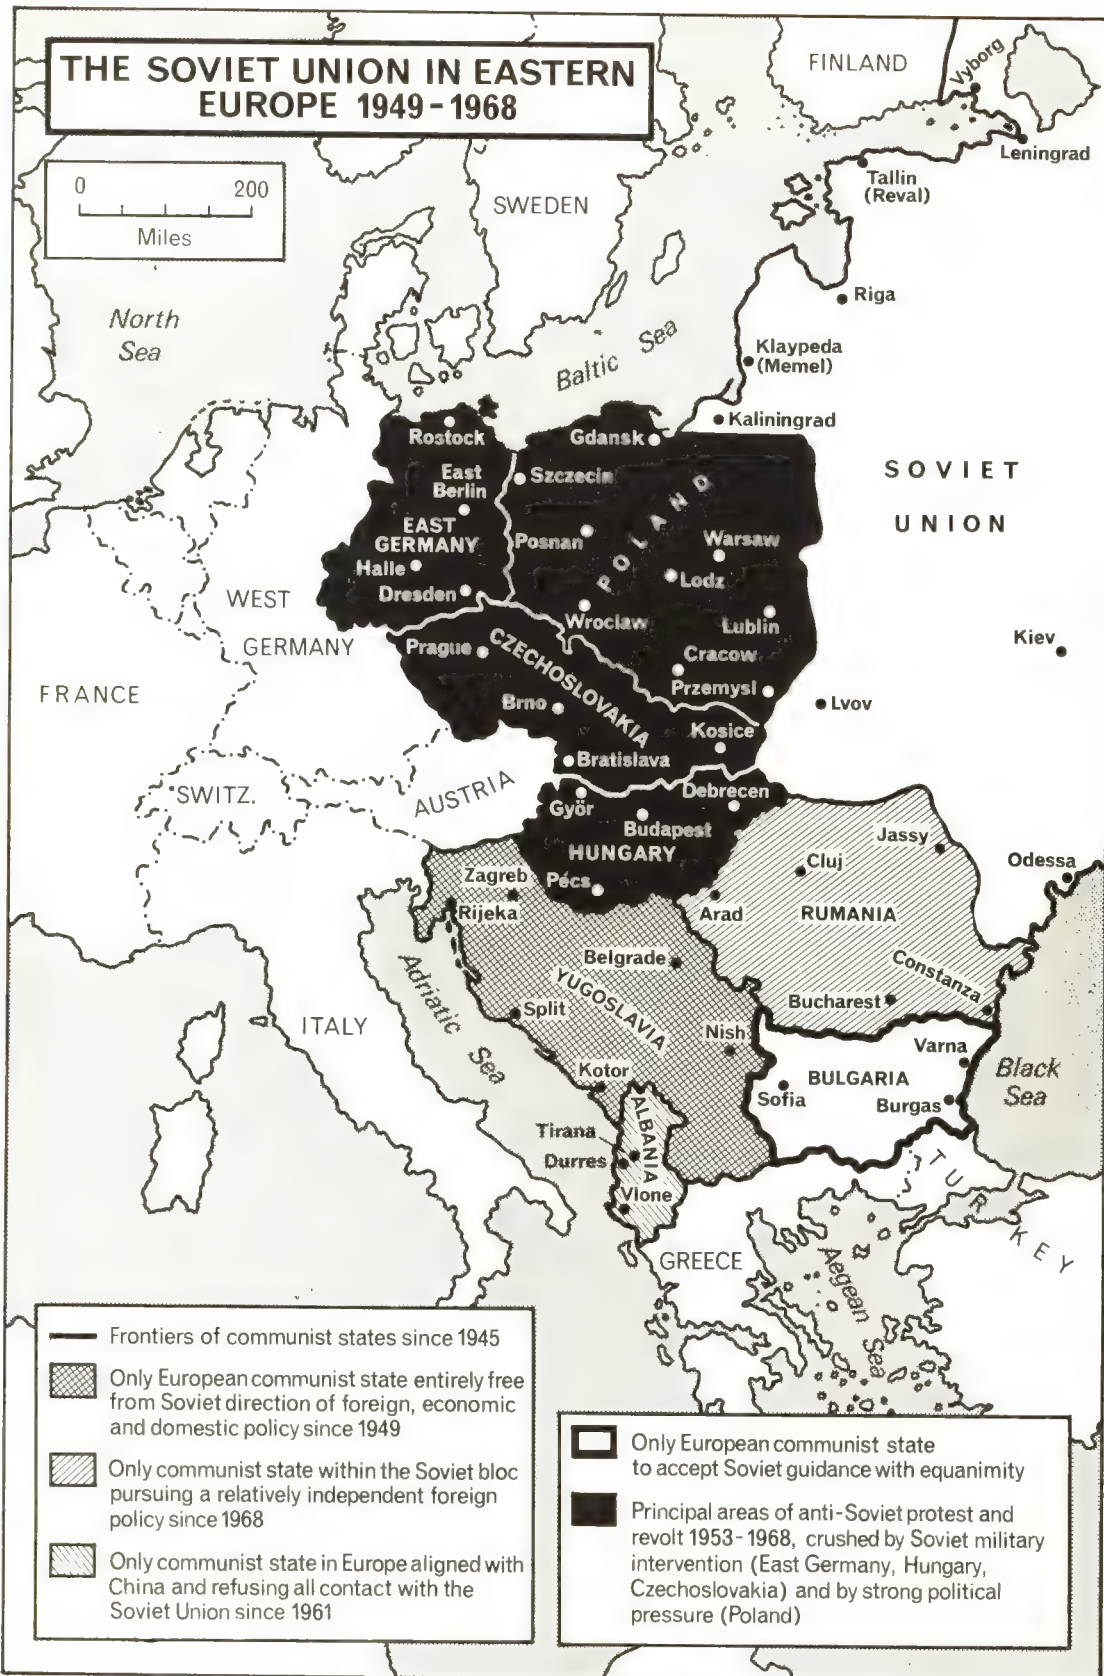 THE SOVIET UNION IN EASTERN
EUROPE 1949-1968
0 200
Miles
FINLAND
Vyborg
Leningrad
Tallin
(Reval)
SWEDEN
North
Sea
Baltic Sea
Riga
Klaypeda
(Memel)
Kaliningrad
Rostock
Gdansk
East
Berlin
Szczecin
SOVIET
UNION
EAST
GERMANY
POLAND
Posnan
Warsaw
Halle
Lodz
Dresden
Wroclaw
Lublin
WEST
GERMANY
Kiev
Prague
CZECHOSLOVAKIA
Cracow
Przemysl
FRANCE
Brno
Lvov
Kosice
Bratislava
SWITZ.
AUSTRIA
Györ
Debrecen
Budapest
HUNGARY
Jassy
Cluj
Odessa
Zagreb
Pécs
Rijeka
Arad
RUMANIA
Adriatic Sea
Belgrade
YUGOSLAVIA
Constanza
Bucharest
ITALY
Split
Nish
Varna
Black
Sea
Kotor
BULGARIA
Sofia
Burgas
ALBANIA
Tirana
Durres
Vlone
TURKEY
GREECE
Aegean Sea
Frontiers of communist states since 1945
Only European communist state entirely free
from Soviet direction of foreign, economic
and domestic policy since 1949
Only communist state within the Soviet bloc
pursuing a relatively independent foreign
policy since 1968
Only communist state in Europe aligned with
China and refusing all contact with the
Soviet Union since 1961
Only European communist state
to accept Soviet guidance with equanimity
Principal areas of anti-Soviet protest and
revolt 1953-1968, crushed by Soviet military
intervention (East Germany, Hungary,
Czechoslovakia) and by strong political
pressure (Poland)